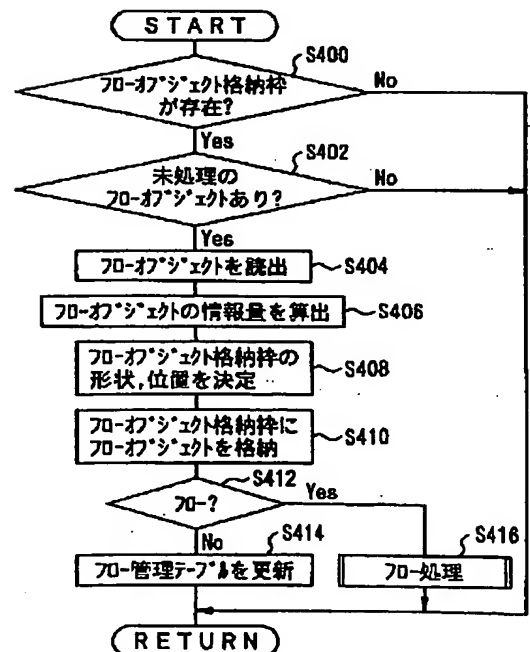 START
S400
フローオブジェクト格納枠
が存在?
No
Yes
S402
未処理の
フローオブジェクトあり?
No
Yes
フローオブジェクトを読出
S404
フローオブジェクトの情報量を算出
S406
フローオブジェクト格納枠の
形状,位置を決定
S408
フローオブジェクト格納枠に
フローオブジェクトを格納
S410
S412
フロー?
Yes
No
S414
フロー管理テーブルを更新
S416
フロー処理
RETURN